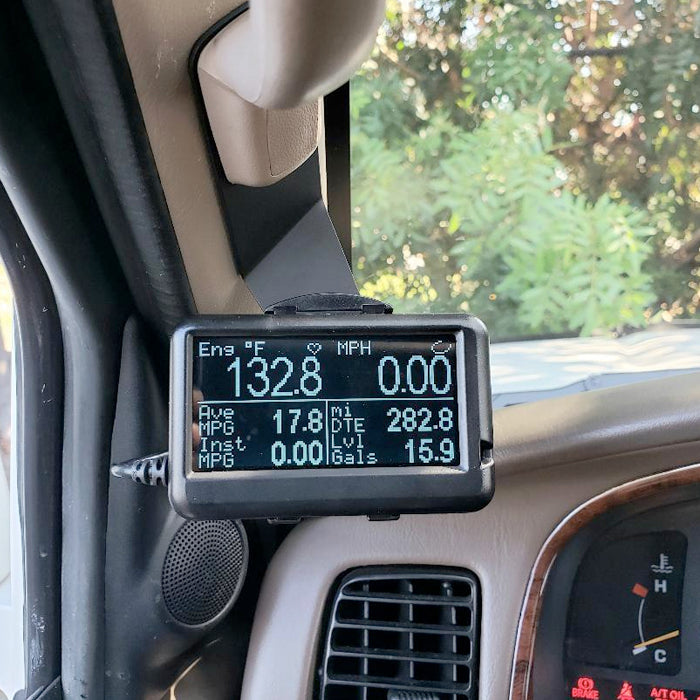 Eng °F ♡ MPH
132.8 0.00
Ave MPG 17.8 mi DTE 282.8
Inst MPG 0.00 Lvl Gals 15.9
H
C
BRAKE A/T OIL